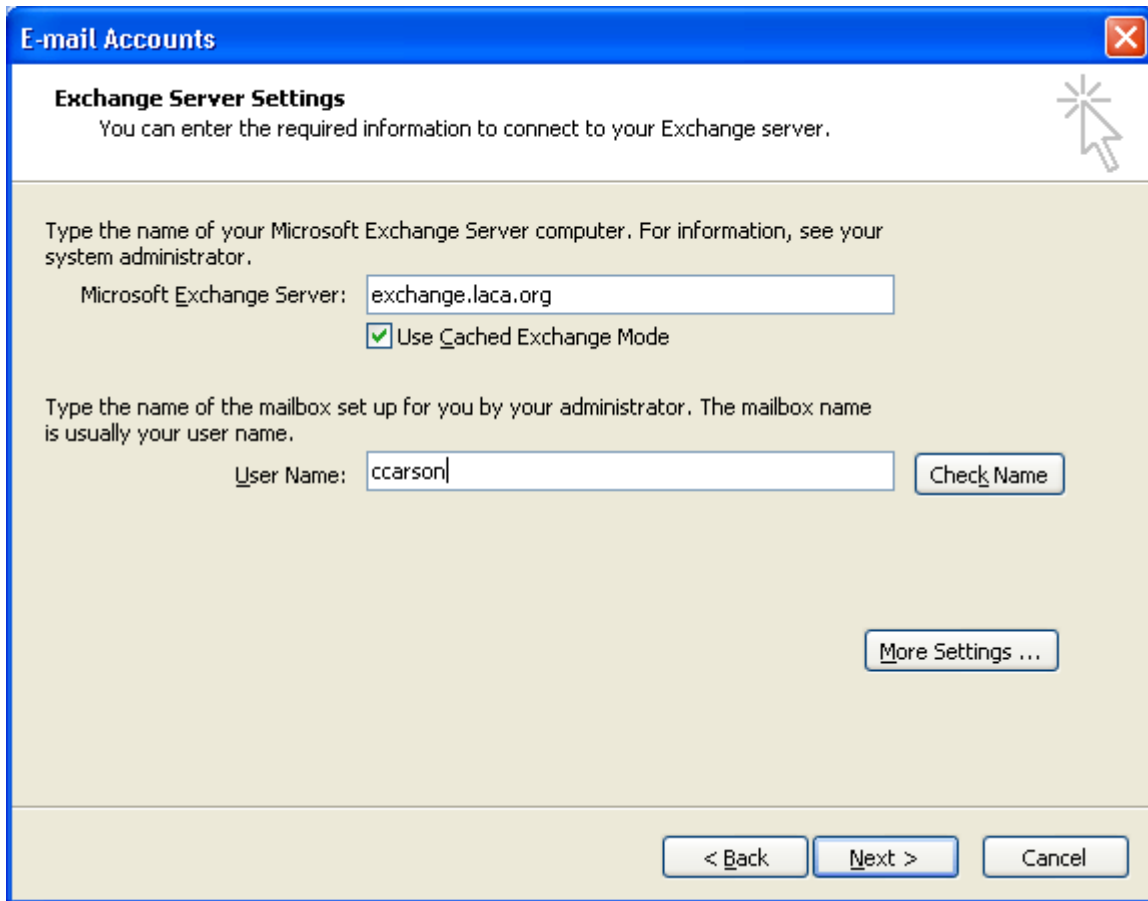 E-mail Accounts
Exchange Server Settings
You can enter the required information to connect to your Exchange server.
Type the name of your Microsoft Exchange Server computer. For information, see your
system administrator.
Microsoft Exchange Server: exchange.laca.org
Use Cached Exchange Mode
Type the name of the mailbox set up for you by your administrator. The mailbox name
is usually your user name.
User Name: ccarson Check Name
More Settings ...
< Back Next > Cancel